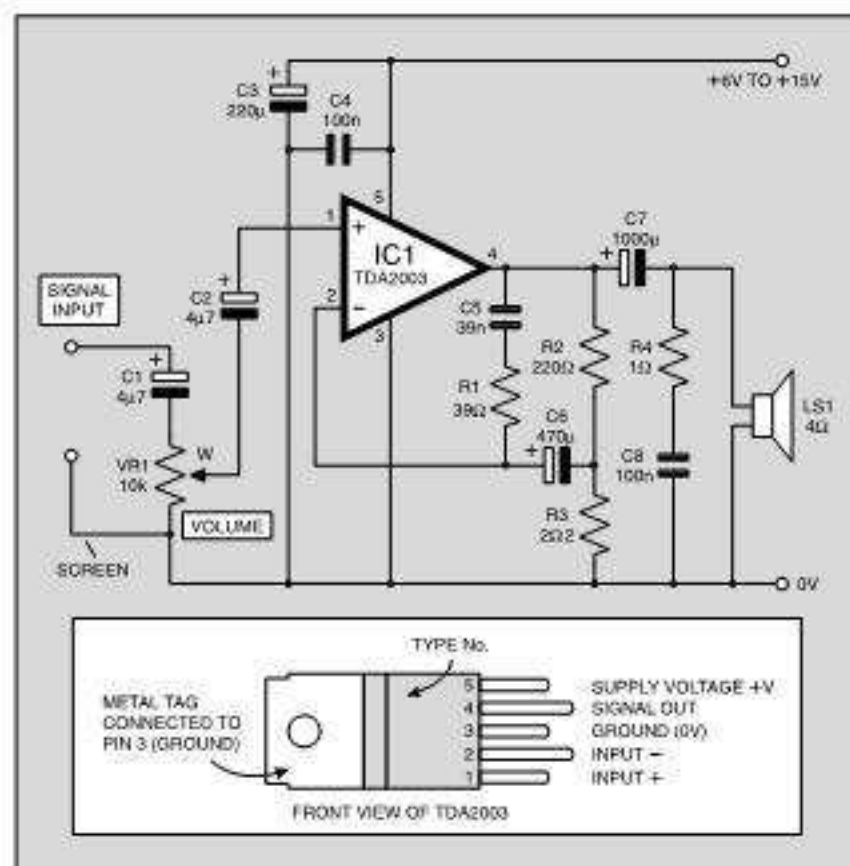 +
C3
220µ
C4
100n
+6V TO +15V
5
1
+
IC1
TDA2003
4
2
−
3
C7
+
1000µ
SIGNAL
INPUT
+
C2
4µ7
+
C1
4µ7
C5
39n
R2
220Ω
R4
1Ω
R1
39Ω
LS1
4Ω
W
VR1
10k
C6
470µ
+
C8
100n
VOLUME
R3
2Ω2
SCREEN
0V
TYPE No.
METAL TAG
CONNECTED TO
PIN 3 (GROUND)
5 SUPPLY VOLTAGE +V
4 SIGNAL OUT
3 GROUND (0V)
2 INPUT −
1 INPUT +
FRONT VIEW OF TDA2003